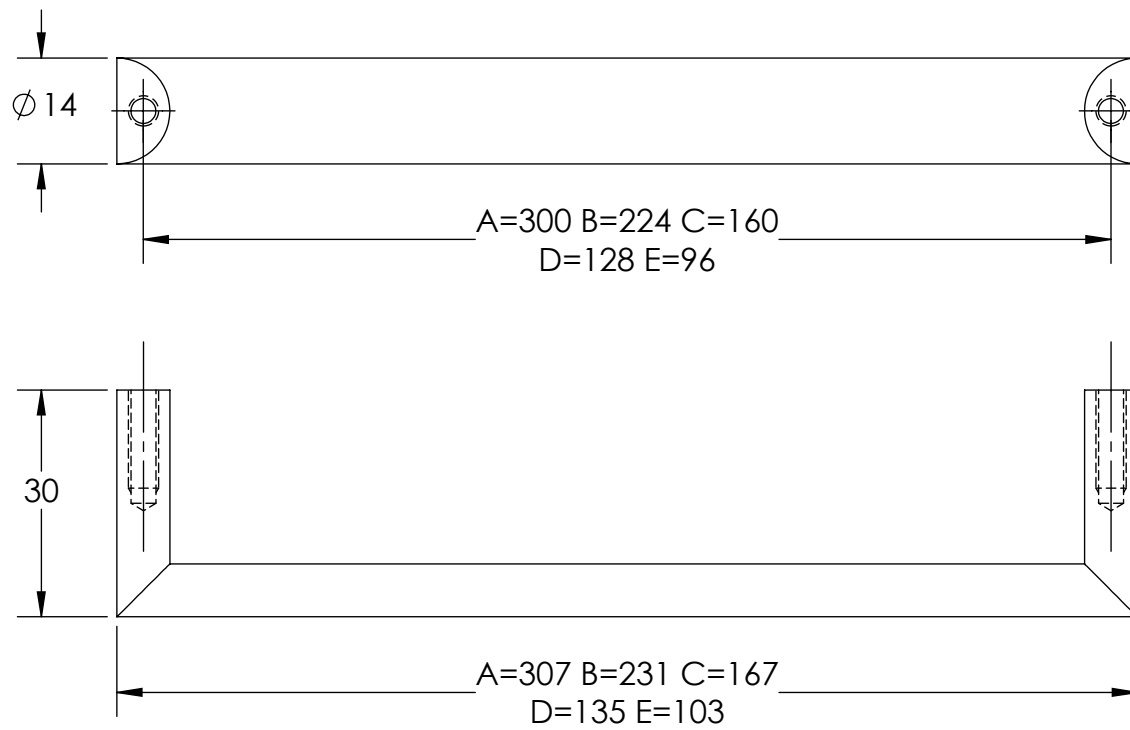 ⌀ 14
A=300 B=224 C=160
D=128 E=96
30
A=307 B=231 C=167
D=135 E=103